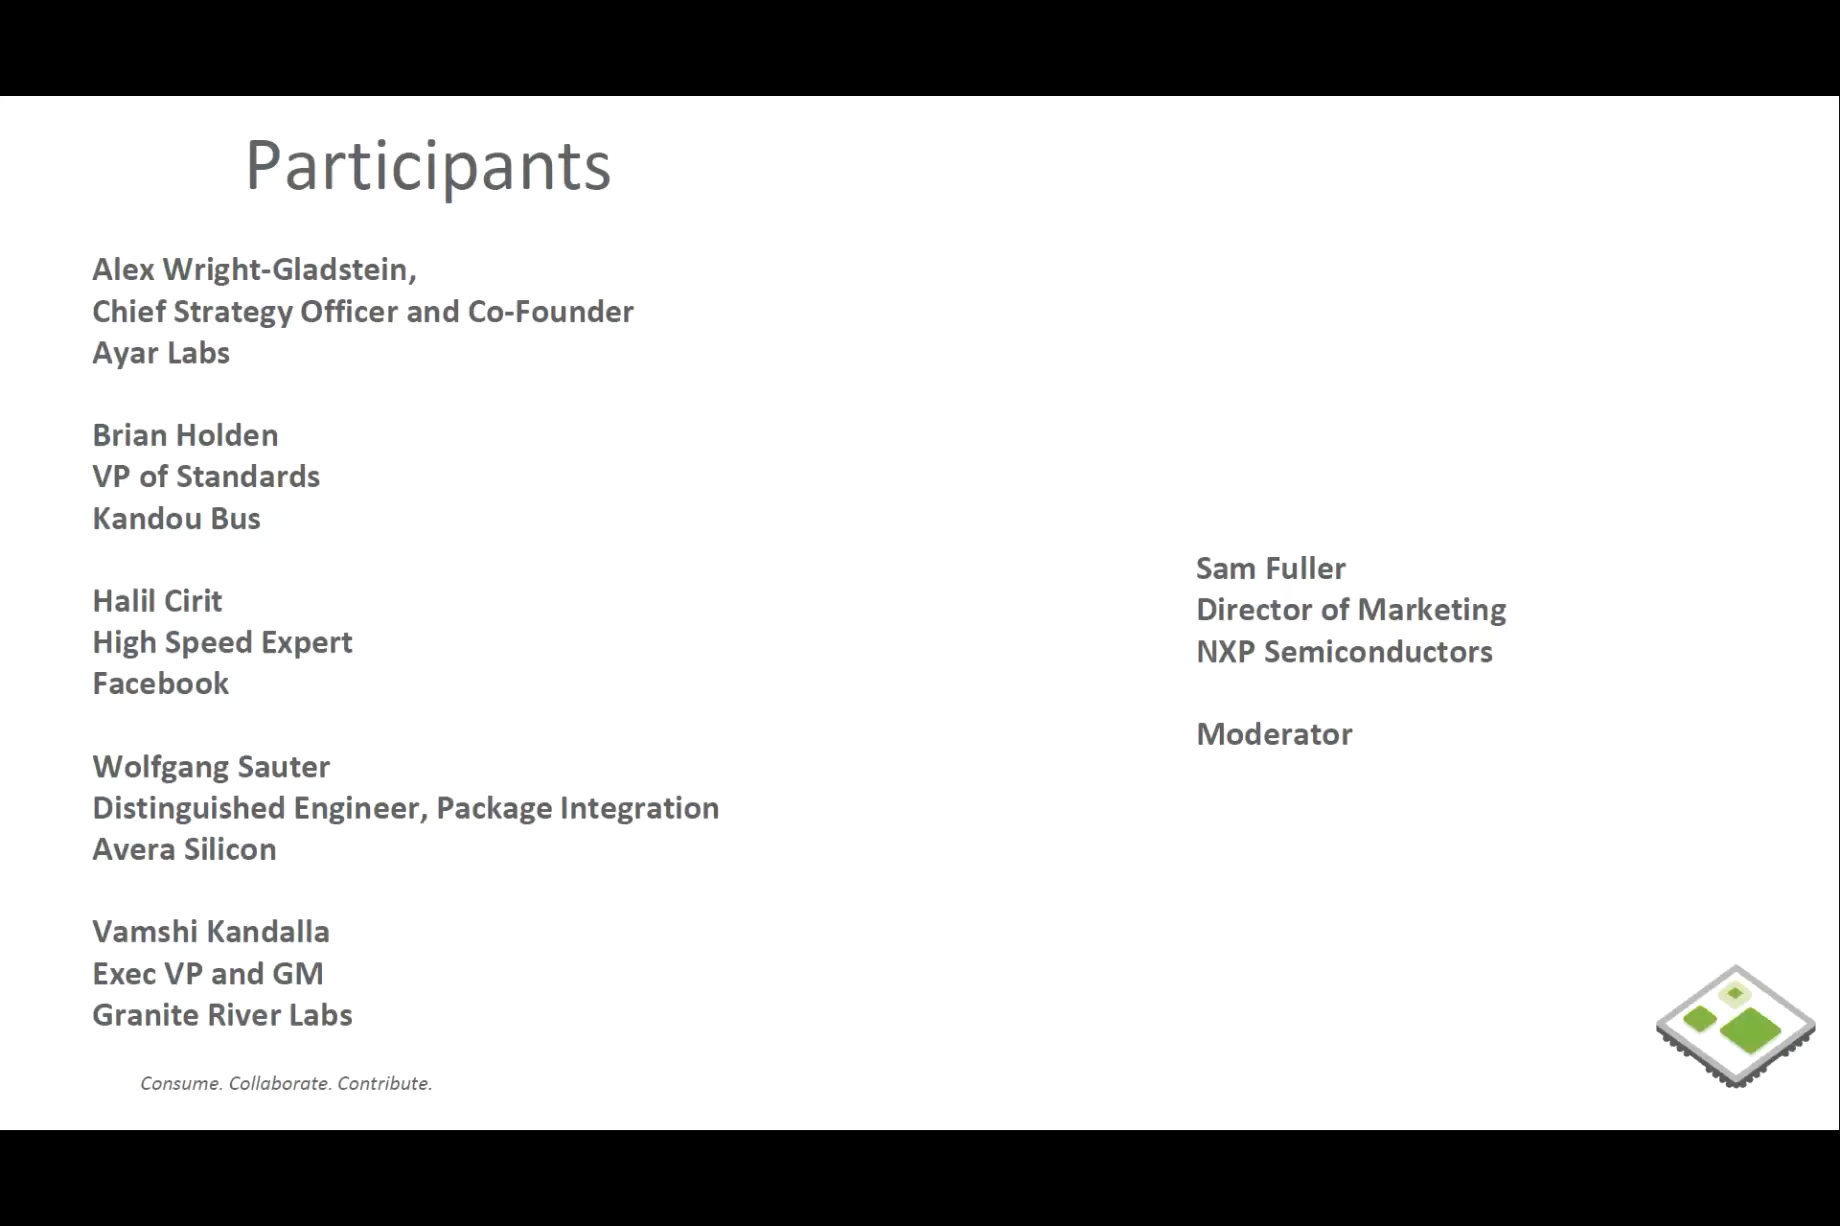 Participants
Alex Wright-Gladstein,
Chief Strategy Officer and Co-Founder
Ayar Labs
Brian Holden
VP of Standards
Kandou Bus
Halil Cirit
High Speed Expert
Facebook
Wolfgang Sauter
Distinguished Engineer, Package Integration
Avera Silicon
Vamshi Kandalla
Exec VP and GM
Granite River Labs
Sam Fuller
Director of Marketing
NXP Semiconductors
Moderator
Consume. Collaborate. Contribute.